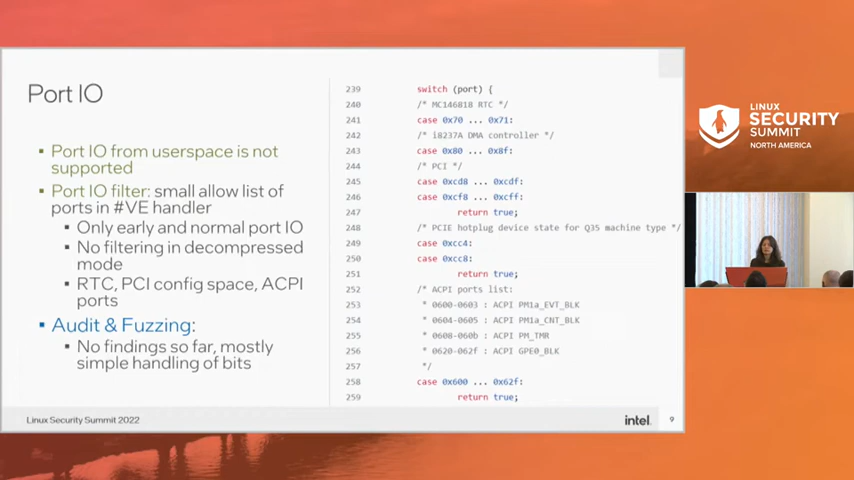 Port IO
Port IO from userspace is not
supported
Port IO filter: small allow list of
ports in #VE handler
Only early and normal port IO
No filtering in decompressed
mode
RTC, PCI config space, ACPI
ports
Audit & Fuzzing:
No findings so far, mostly
simple handling of bits
239 switch (port) {
240 /* MC146818 RTC */
241 case 0x70 ... 0x71:
242 /* i8237A DMA controller */
243 case 0x80 ... 0x8f:
244 /* PCI */
245 case 0xcd8 ... 0xcdf:
246 case 0xcf8 ... 0xcff:
247 return true;
248 /* PCIE hotplug device state for Q35 machine type */
249 case 0xcc4:
250 case 0xcc8:
251 return true;
252 /* ACPI ports list:
253 * 0600-0603 : ACPI PM1a_EVT_BLK
254 * 0604-0605 : ACPI PM1a_CNT_BLK
255 * 0608-060b : ACPI PM_TMR
256 * 0620-062f : ACPI GPE0_BLK
257 */
258 case 0x600 ... 0x62f:
259 return true;
Linux Security Summit 2022
intel.
9
LINUX
SECURITY
SUMMIT
NORTH AMERICA